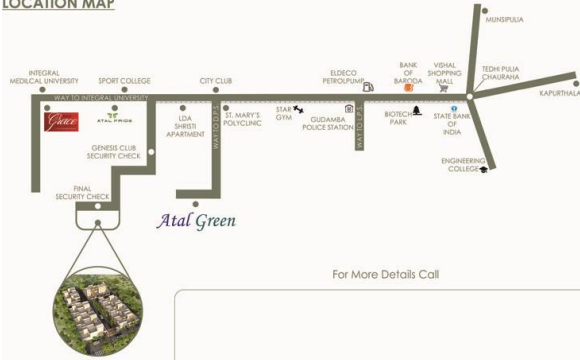 LOCATION MAP
MUNSIPULIA
INTEGRAL
MEDILCAL UNIVERSITY
SPORT COLLEGE
CITY CLUB
ELDECO
PETROLPUMP
BANK
OF
BARODA
VISHAL
SHOPPING
MALL
TEDHI PULIA
CHAURAHA
KAPURTHALA
WAY TO INTEGRAL UNIVERSITY
Grace
ATAL PRIDE
LDA
SHRISTI
APARTMENT
WAY TO D.P.S.
ST. MARY'S
POLYCLINIC
STAR
GYM
GUDAMBA
POLICE STATION
WAY TO L.P.S.
BIOTECH
PARK
STATE BANK
OF
INDIA
GENESIS CLUB
SECURITY CHECK
ENGINEERING
COLLEGE
FINAL
SECURITY CHECK
Atal Green
For More Details Call